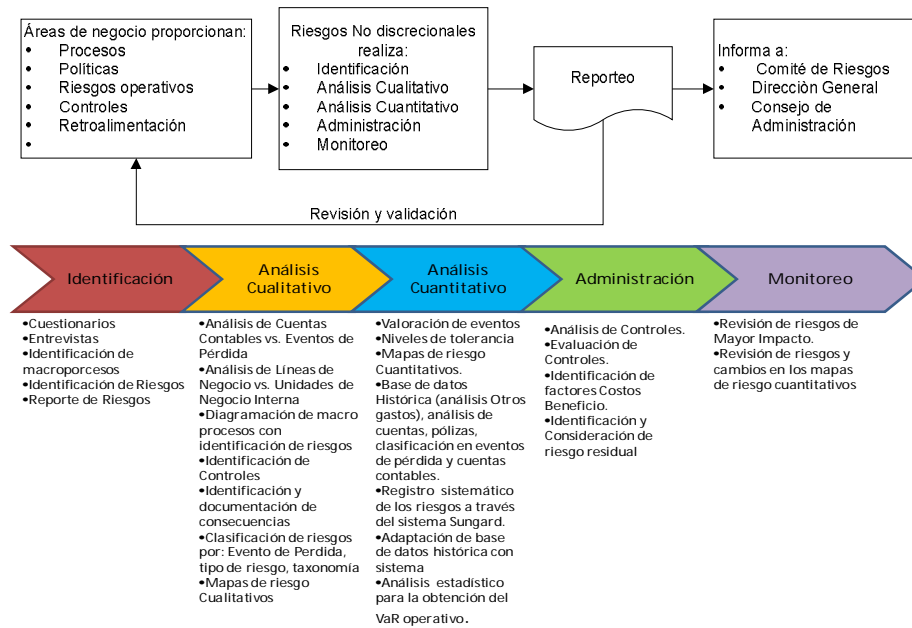 Áreas de negocio proporcionan:
• Procesos
• Políticas
• Riesgos operativos
• Controles
• Retroalimentación
•
Riesgos No discrecionales
realiza:
• Identificación
• Análisis Cualitativo
• Análisis Cuantitativo
• Administración
• Monitoreo
Reporteo
Informa a:
• Comité de Riesgos
• Direcciòn General
• Consejo de
Administración
Revisión y validación
Identificación
•Cuestionarios
•Entrevistas
•Identificación de
macroporcesos
•Identificación de Riesgos
•Reporte de Riesgos
Análisis
Cualitativo
•Análisis de Cuentas
Contables vs. Eventos de
Pérdida
•Análisis de Líneas de
Negocio vs. Unidades de
Negocio Interna
•Diagramación de macro
procesos con
identificación de riesgos
•Identificación de
Controles
•Identificación y
documentación de
consecuencias
•Clasificación de riesgos
por: Evento de Perdida,
tipo de riesgo, taxonomía
•Mapas de riesgo
Cualitativos
Análisis
Cuantitativo
•Valoración de eventos
•Niveles de tolerancia
•Mapas de riesgo
Cuantitativos.
•Base de datos
Histórica (análisis Otros
gastos), análisis de
cuentas, pólizas,
clasificación en eventos
de pérdida y cuentas
contables.
•Registro sistemático
de los riesgos a través
del sistema Sungard.
•Adaptación de base
de datos histórica con
sistema
•Análisis estadístico
para la obtención del
VaR operativo.
Administración
•Análisis de Controles.
•Evaluación de
Controles.
•Identificación de
factores Costos
Beneficio.
•Identificación y
Consideración de
riesgo residual
Monitoreo
•Revisión de riesgos de
Mayor Impacto.
•Revisión de riesgos y
cambios en los mapas
de riesgo cuantitativos